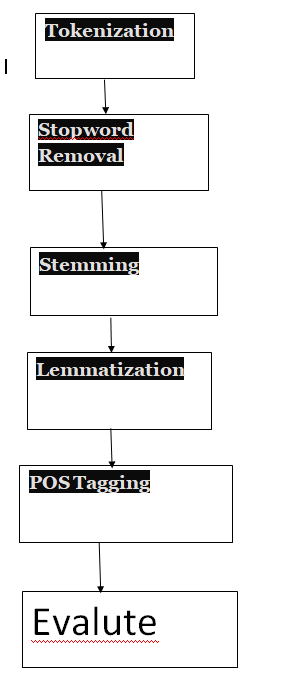 Tokenization
Stopword
Removal
Stemming
Lemmatization
POS Tagging
Evalute